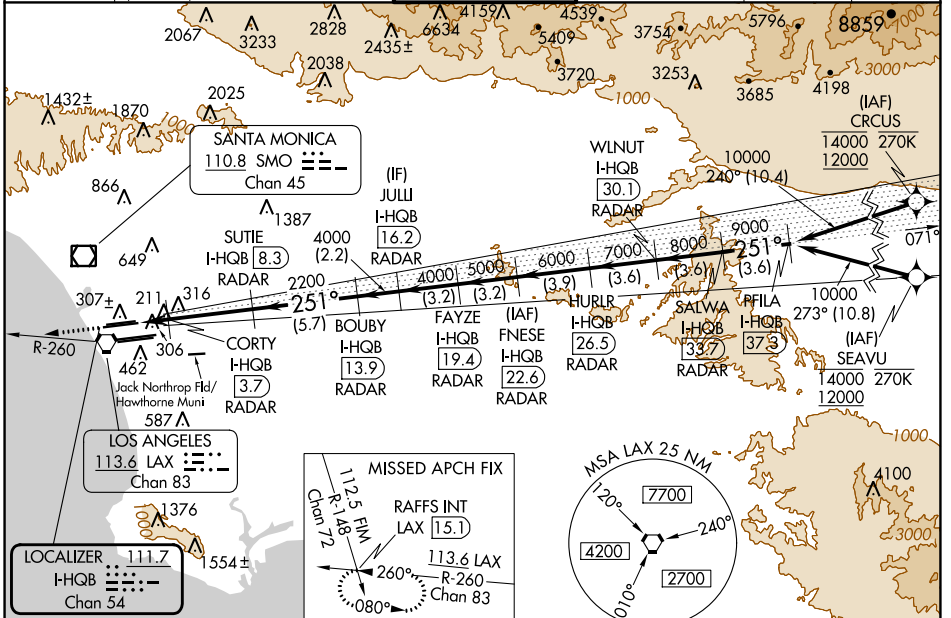 2067
3233
2828
2435±
6634
4159
5409
4539
3720
3754
5796
8859
7000
3000
2038
3253
3685
4198
1000
1432±
1870
1000
2025
SANTA MONICA
110.8 SMO
Chan 45
(IAF)
CRCUS
14000 270K
12000
10000
240° (10.4)
071°
WLNUT
I-HQB
30.1
RADAR
(IF)
JULLI
I-HQB
16.2
RADAR
866
1387
649
SUTIE
I-HQB 8.3
RADAR
4000
(2.2)
2200
251°
(5.7)
4000
(3.2)
5000
(3.2)
6000
(3.9)
7000
(3.6)
8000
(3.6)
9000
251°
(3.6)
307±
211
316
306
462
R-260
CORTY
I-HQB
3.7
RADAR
BOUBY
I-HQB
13.9
RADAR
FAYZE
I-HQB
19.4
RADAR
(IAF)
FNESE
I-HQB
22.6
RADAR
HURLR
I-HQB
26.5
RADAR
SALWA
I-HQB
33.7
RADAR
PFILA
I-HQB
37.3
10000
273° (10.8)
(IAF)
SEAVU
14000 270K
12000
Jack Northrop Fld/
Hawthorne Muni
587
LOS ANGELES
113.6 LAX
Chan 83
1376
1000
1554±
LOCALIZER 111.7
I-HQB
Chan 54
MISSED APCH FIX
112.5 FIM
R-148
Chan 72
RAFFS INT
LAX 15.1
113.6 LAX
R-260
Chan 83
260°
080°
MSA LAX 25 NM
120°
7700
240°
4200
2700
010°
1000
4100
3000